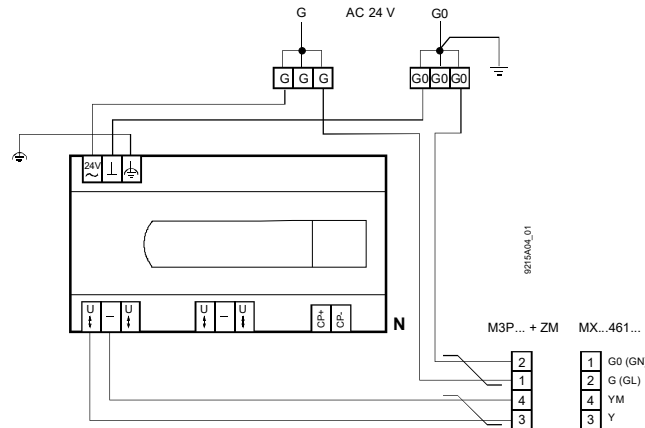 G AC 24 V G0
G G G G0 G0 G0
24V
~ ⊥
U – U U – U CP+ CP-
N
9215A04_01
M3P... + ZM MX...461...
2 1 G0 (GN
1 2 G (GL)
4 4 YM
3 3 Y